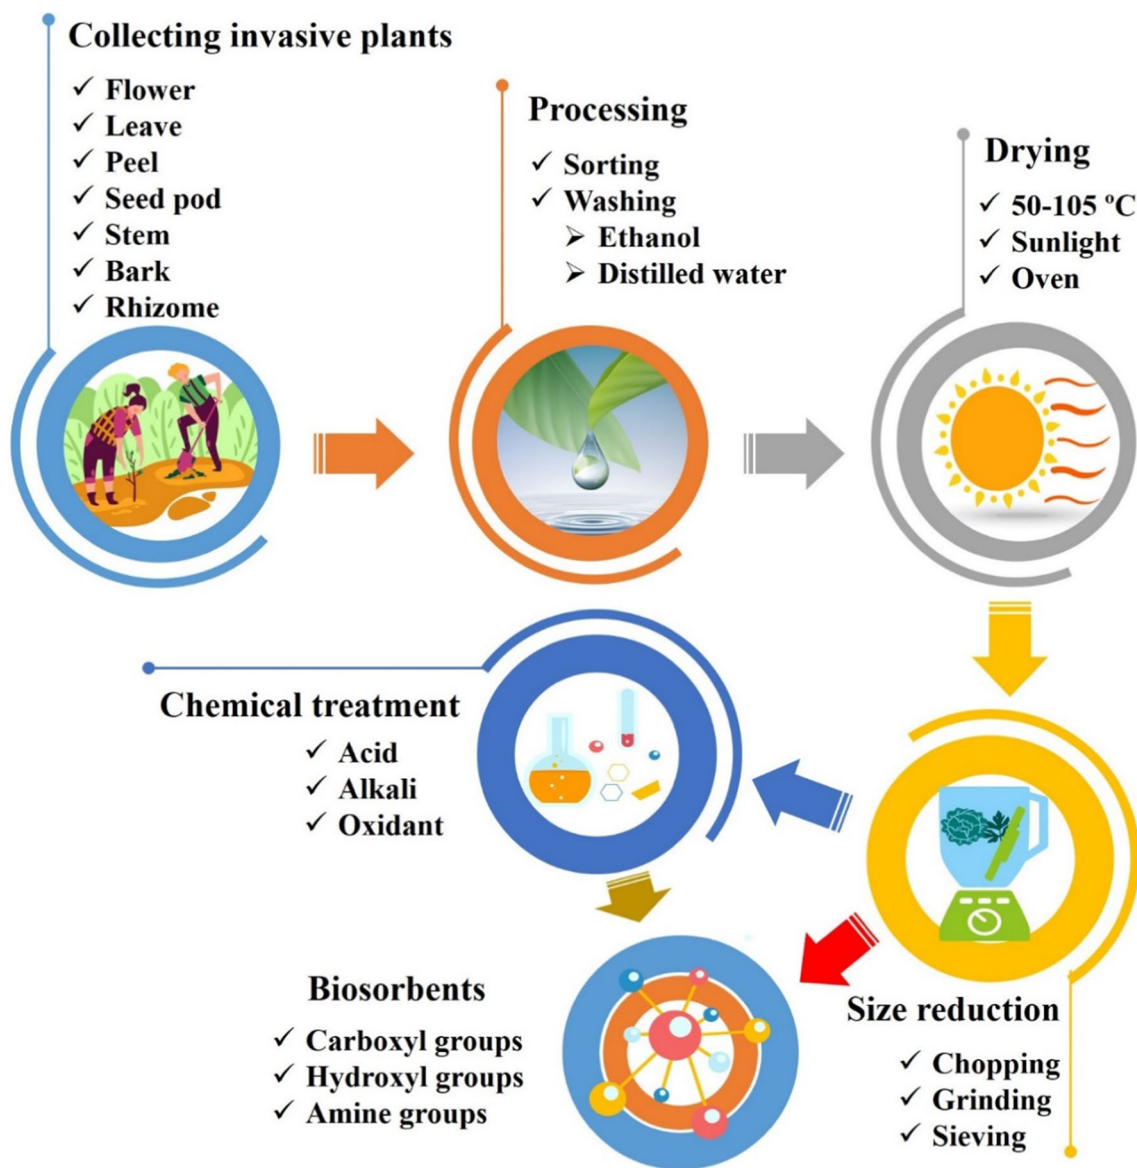 Collecting invasive plants
✓ Flower
✓ Leave
✓ Peel
✓ Seed pod
✓ Stem
✓ Bark
✓ Rhizome
Processing
✓ Sorting
✓ Washing
➢ Ethanol
➢ Distilled water
Drying
✓ 50-105 ºC
✓ Sunlight
✓ Oven
Size reduction
✓ Chopping
✓ Grinding
✓ Sieving
Chemical treatment
✓ Acid
✓ Alkali
✓ Oxidant
Biosorbents
✓ Carboxyl groups
✓ Hydroxyl groups
✓ Amine groups